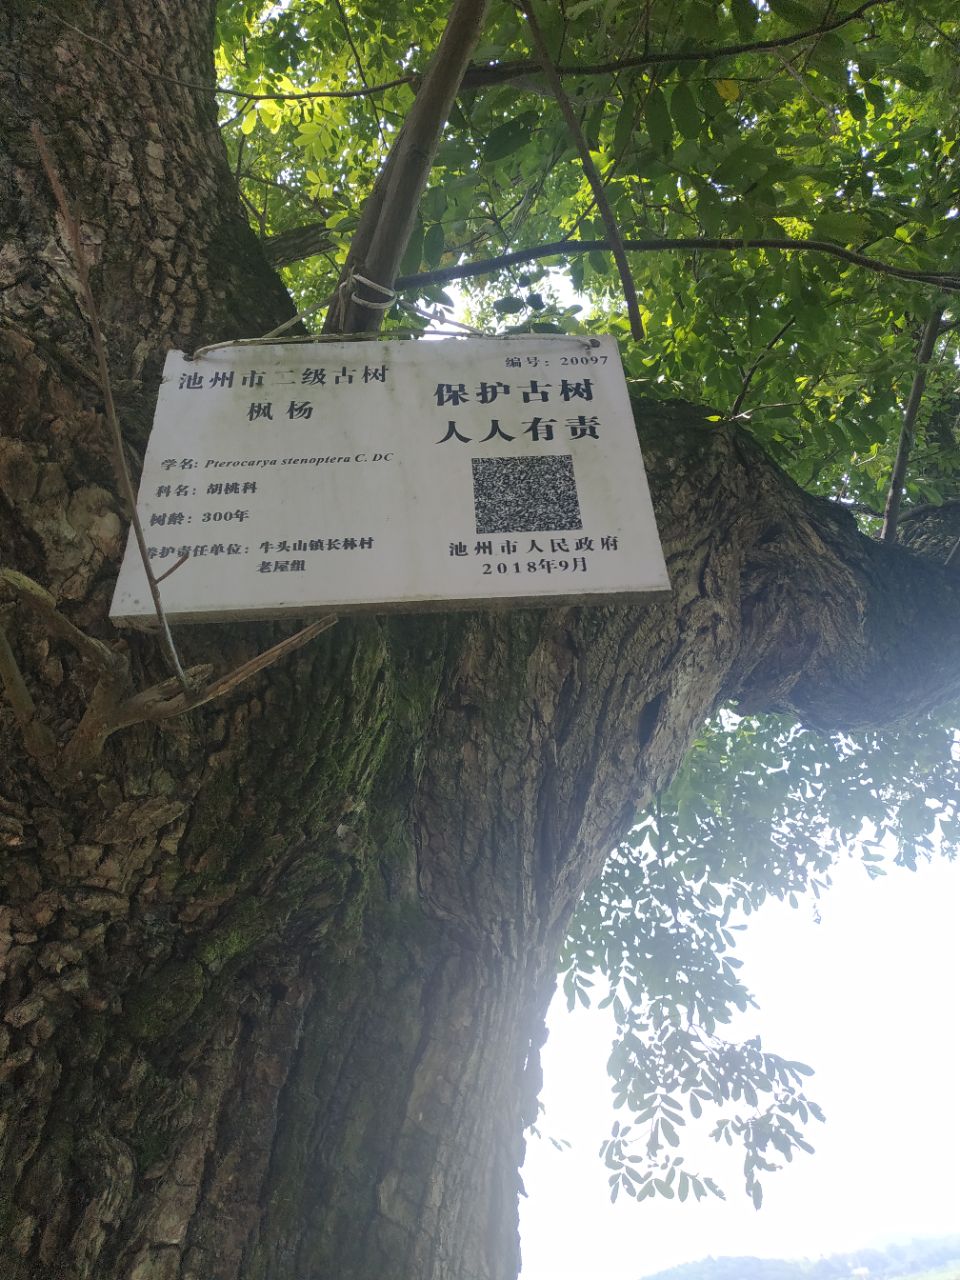 池州市二级古树
枫杨
学名：Pterocarya stenoptera C. DC
科名：胡桃科
树龄：300年
养护责任单位：牛头山镇长林村
老屋组
编号：20097
保护古树
人人有责
池州市人民政府
2018年9月